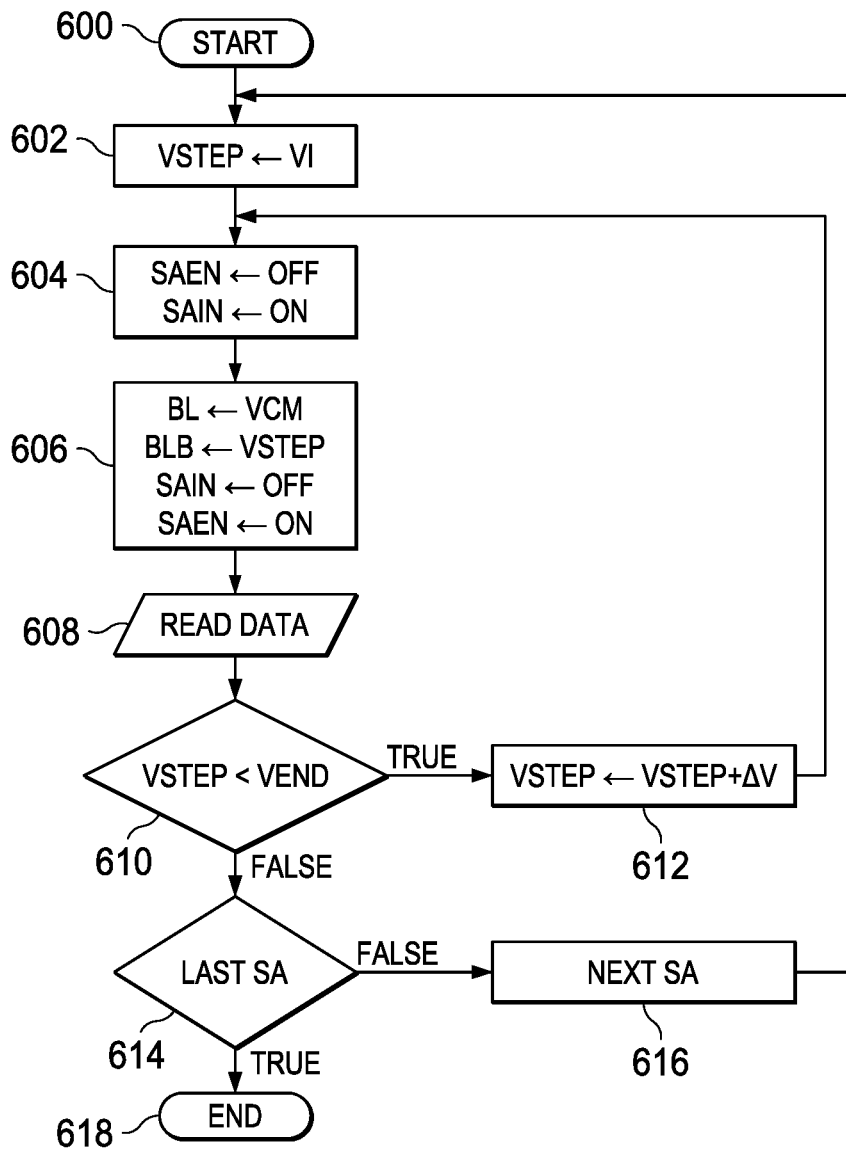 600
START
602
VSTEP ← VI
604
SAEN ← OFF
SAIN ← ON
606
BL ← VCM
BLB ← VSTEP
SAIN ← OFF
SAEN ← ON
608
READ DATA
VSTEP < VEND
TRUE
VSTEP ← VSTEP+ΔV
610
612
FALSE
LAST SA
FALSE
NEXT SA
614
616
TRUE
END
618